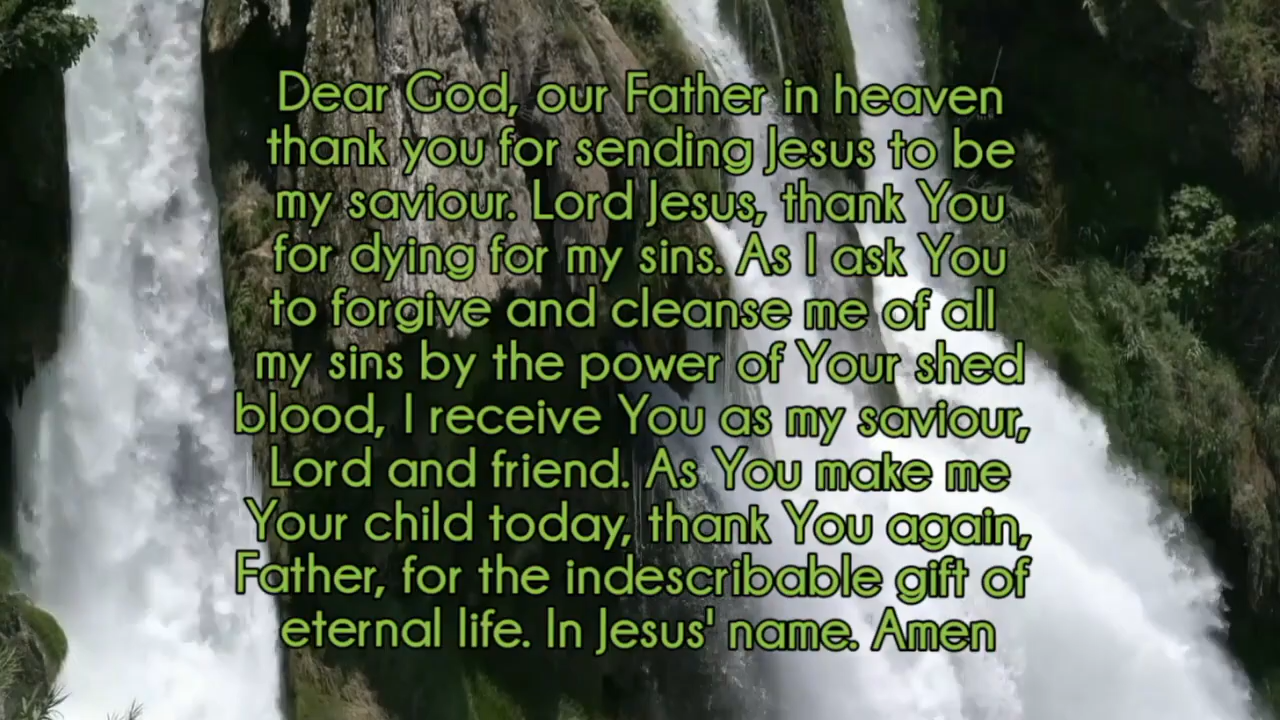 Dear God, our Father in heaven
thank you for sending Jesus to be
my saviour. Lord Jesus, thank You
for dying for my sins. As I ask You
to forgive and cleanse me of all
my sins by the power of Your shed
blood, I receive You as my saviour,
Lord and friend. As You make me
Your child today, thank You again,
Father, for the indescribable gift of
eternal life. In Jesus' name. Amen